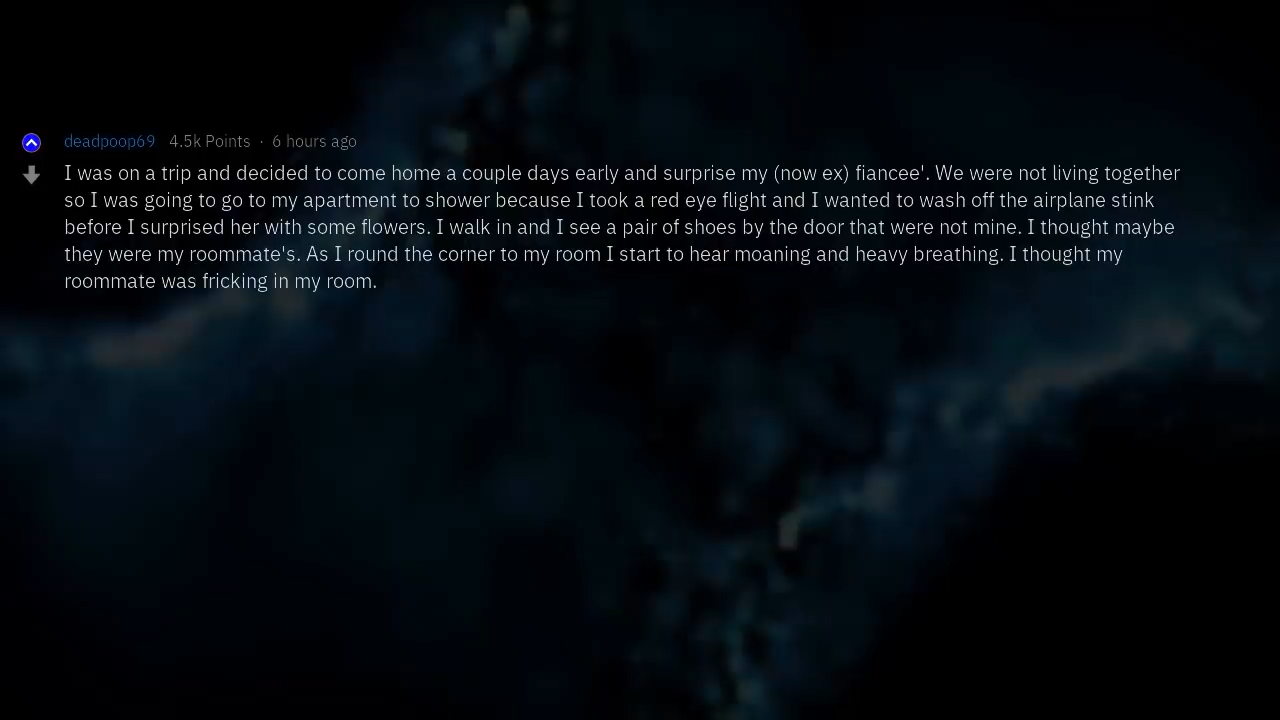 deadpoop69 4.5k Points · 6 hours ago
I was on a trip and decided to come home a couple days early and surprise my (now ex) fiancee'. We were not living together
so I was going to go to my apartment to shower because I took a red eye flight and I wanted to wash off the airplane stink
before I surprised her with some flowers. I walk in and I see a pair of shoes by the door that were not mine. I thought maybe
they were my roommate's. As I round the corner to my room I start to hear moaning and heavy breathing. I thought my
roommate was fricking in my room.